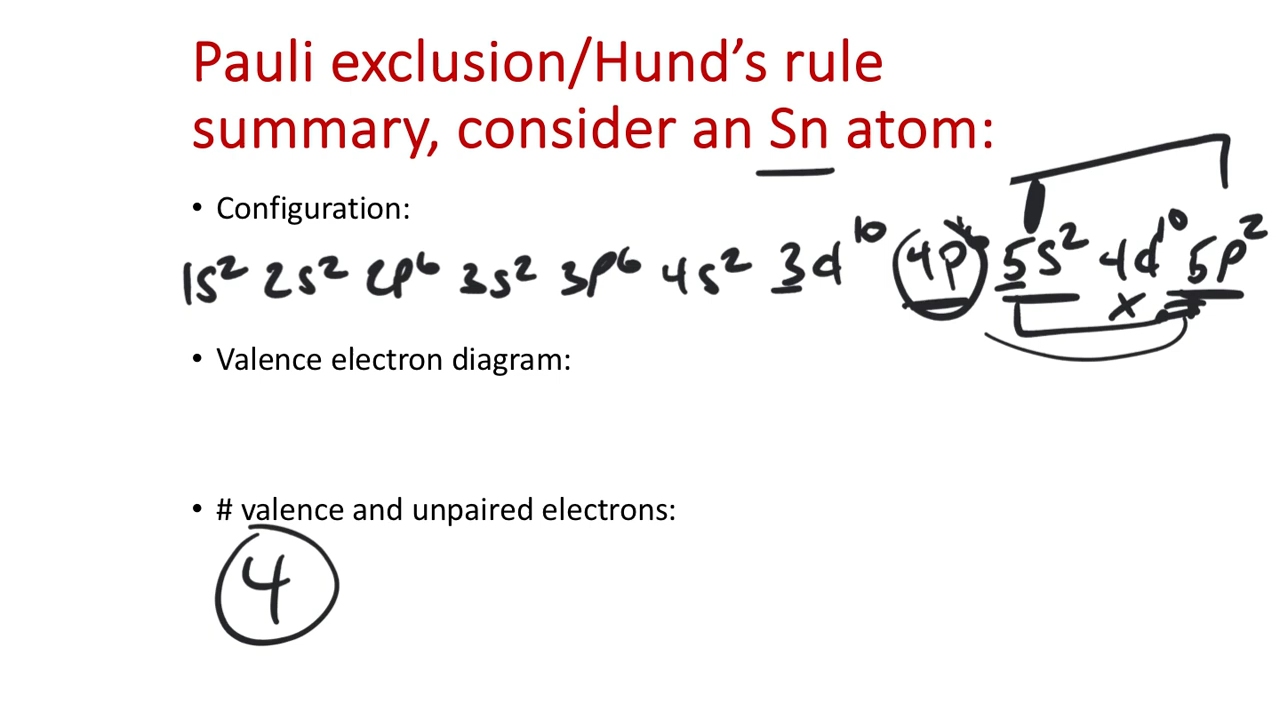 Pauli exclusion/Hund's rule
summary, consider an Sn atom:
• Configuration:
1s² 2s² 2p⁶ 3s² 3p⁶ 4s² 3d¹⁰ (4p⁶) 5s² 4d¹⁰ 5p²
x
• Valence electron diagram:
• # valence and unpaired electrons:
4